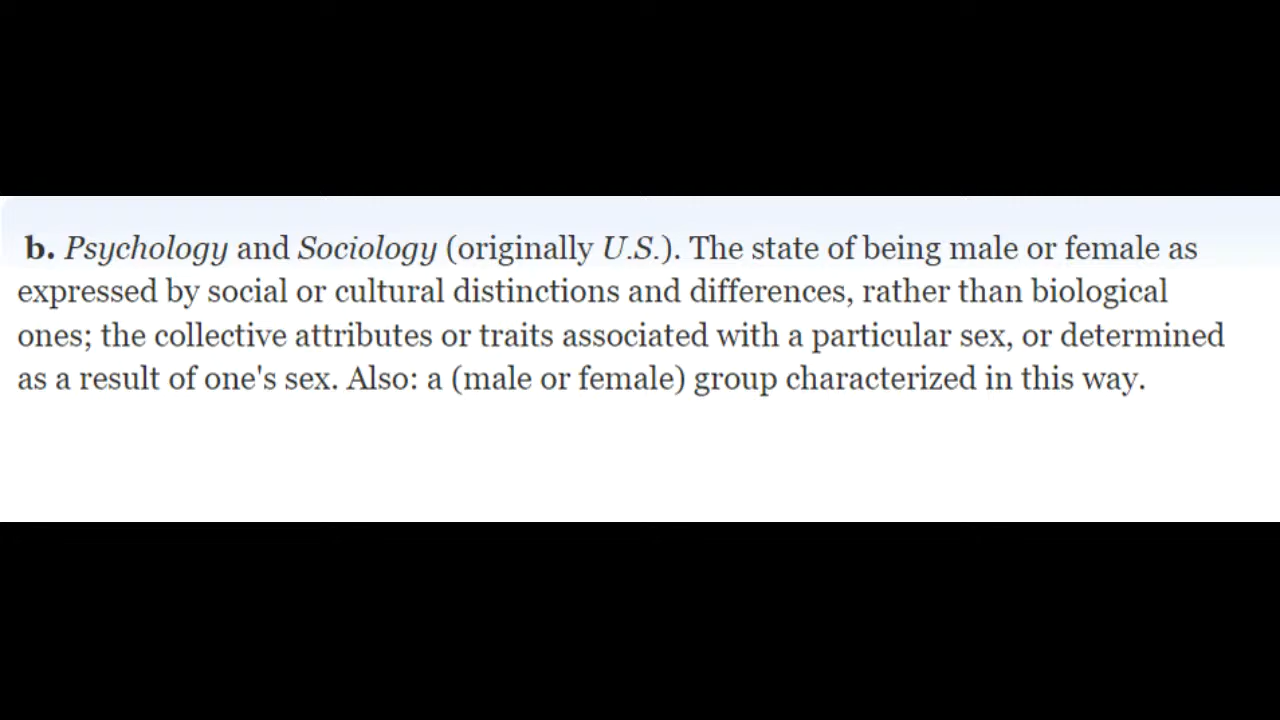 b. Psychology and Sociology (originally U.S.). The state of being male or female as
expressed by social or cultural distinctions and differences, rather than biological
ones; the collective attributes or traits associated with a particular sex, or determined
as a result of one's sex. Also: a (male or female) group characterized in this way.